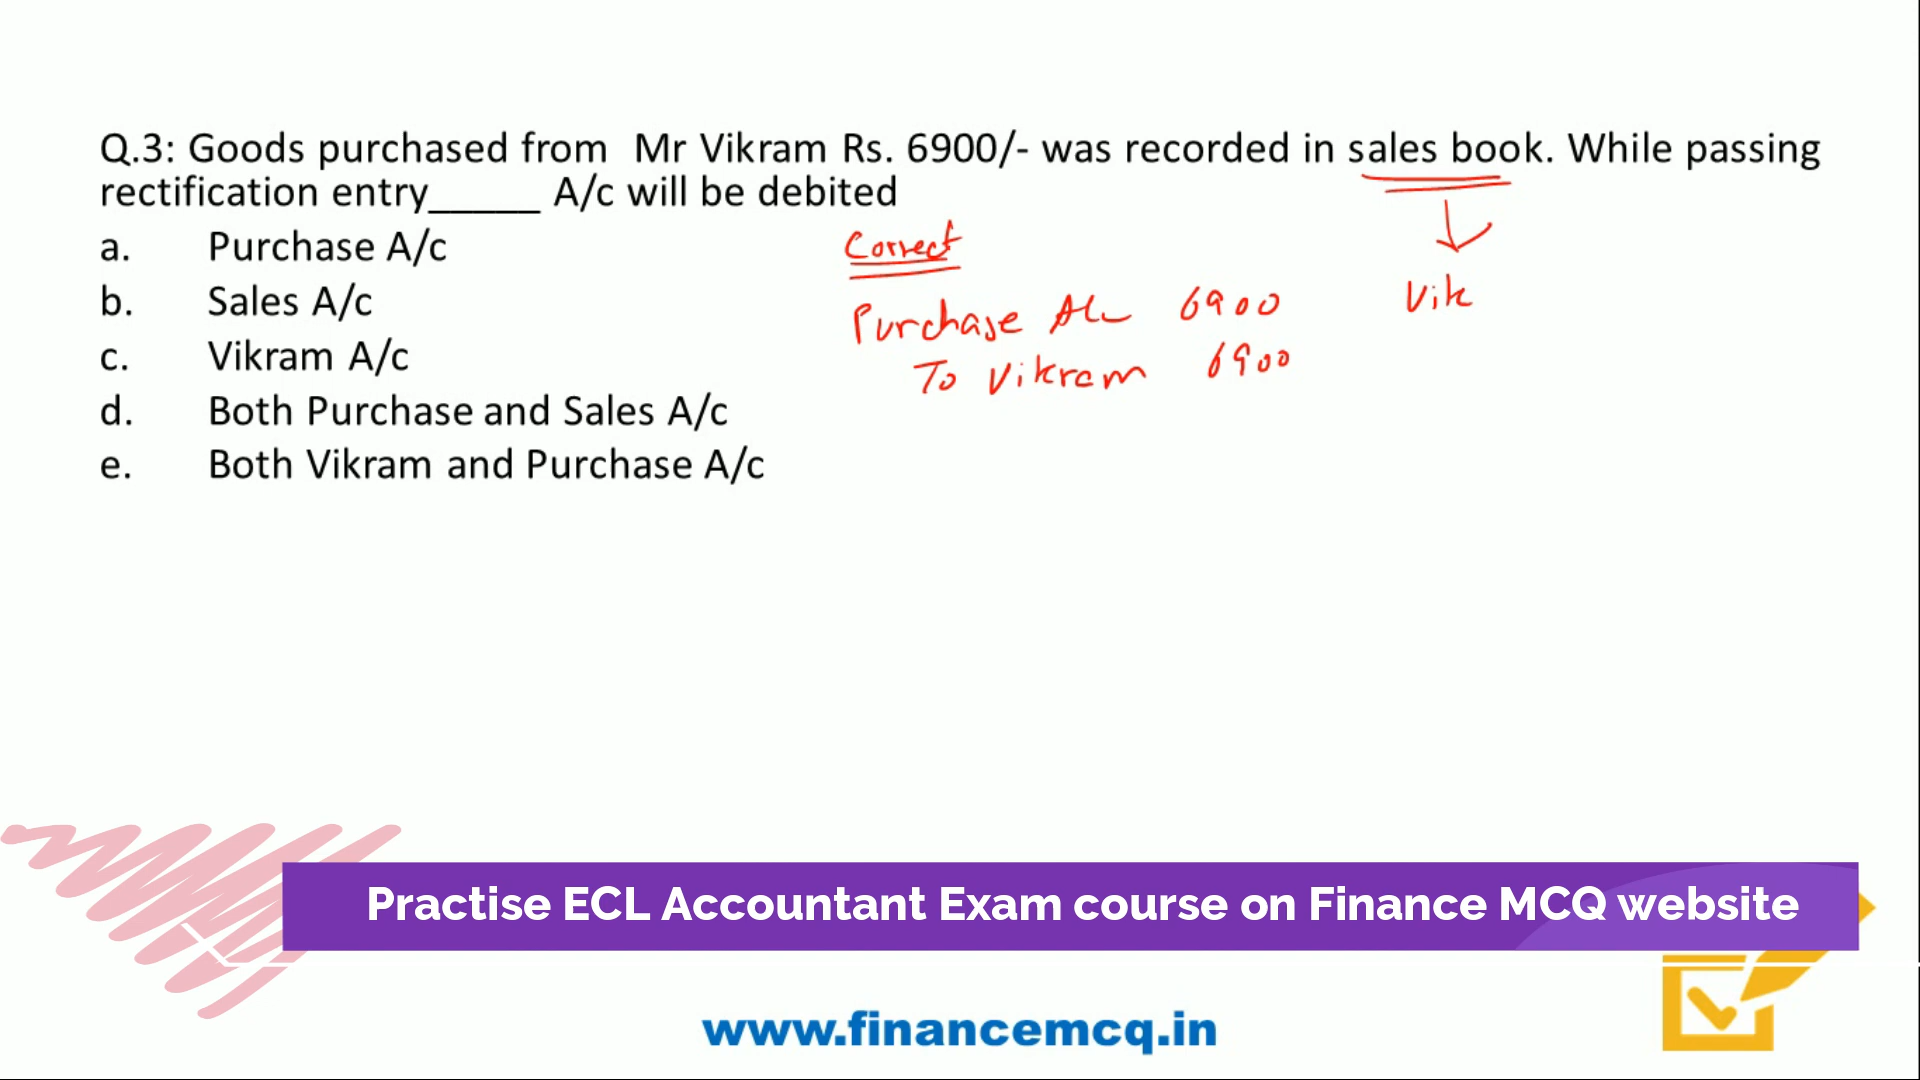 Q.3: Goods purchased from Mr Vikram Rs. 6900/- was recorded in sales book. While passing
rectification entry_____ A/c will be debited
a. Purchase A/c
b. Sales A/c
c. Vikram A/c
d. Both Purchase and Sales A/c
e. Both Vikram and Purchase A/c
Correct
Purchase A/c 6900
To Vikram 6900
Vik
Practise ECL Accountant Exam course on Finance MCQ website
www.financemcq.in